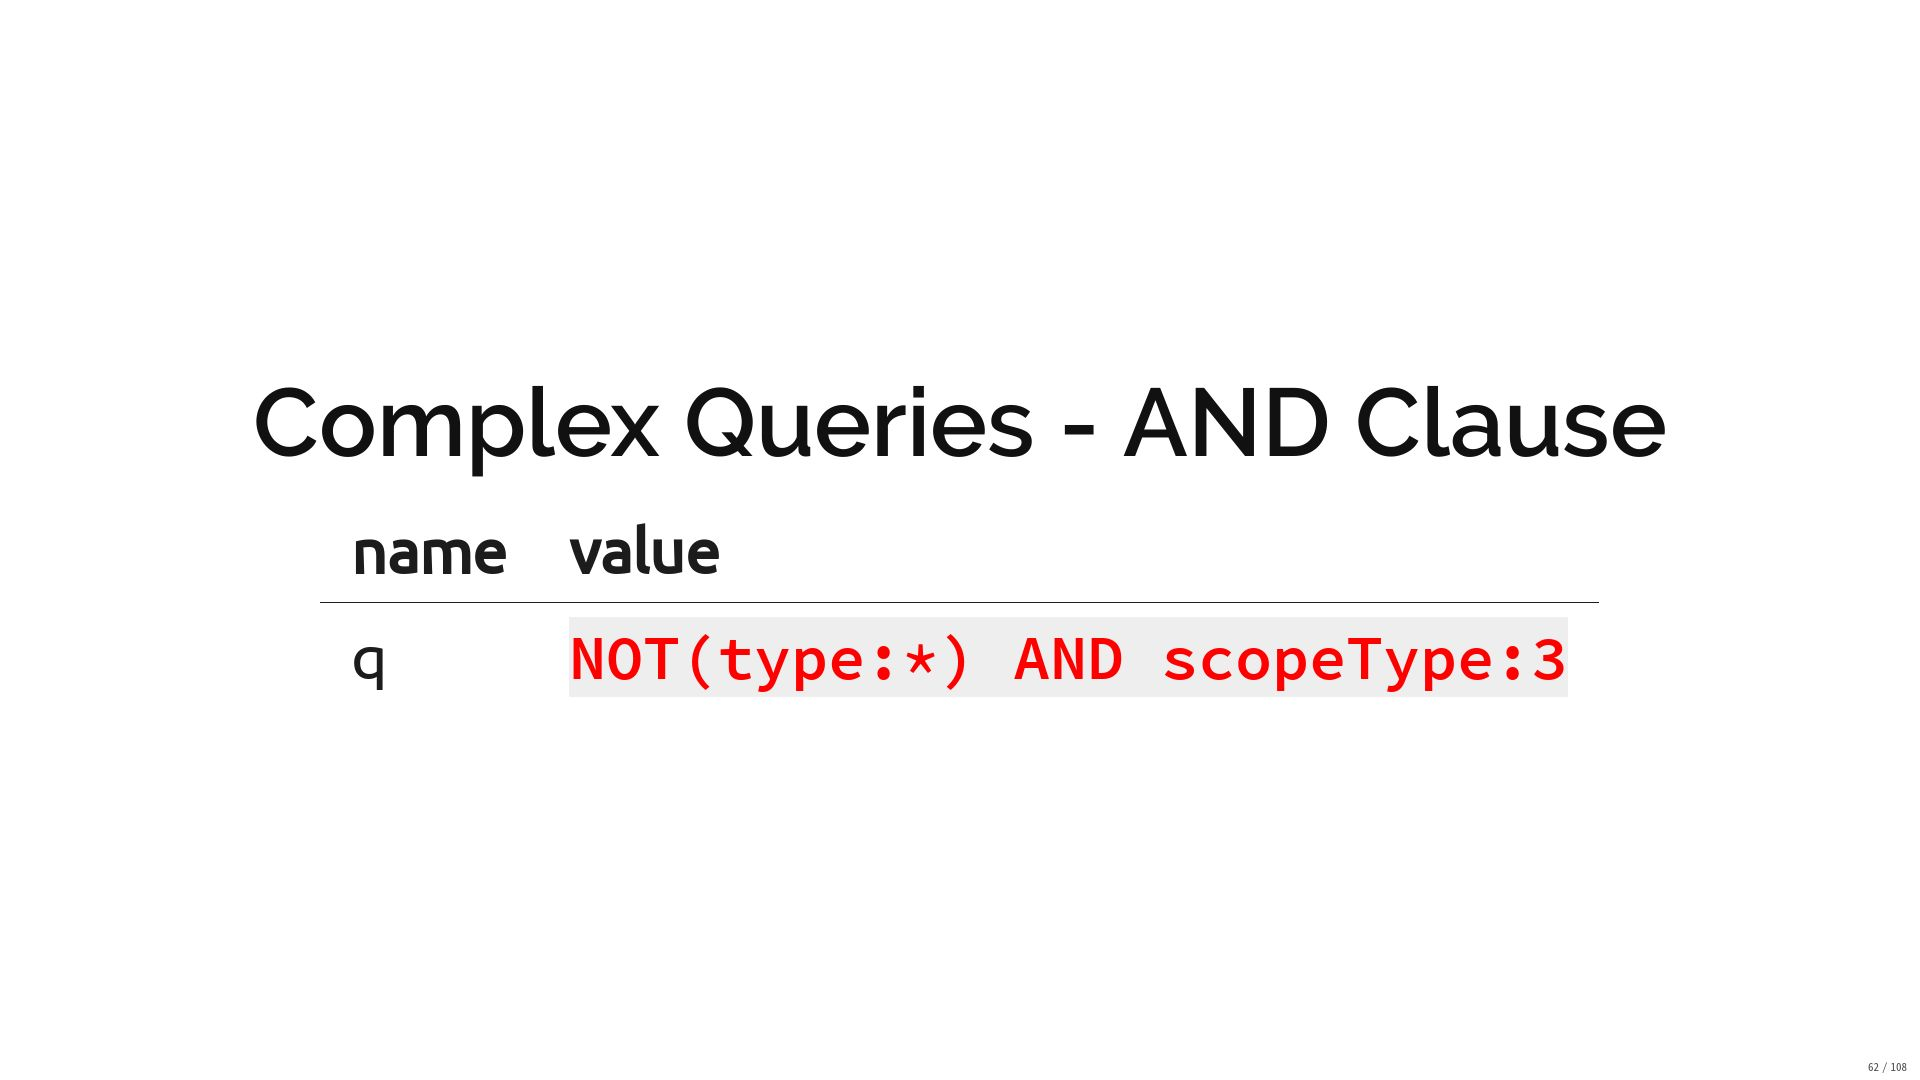 Complex Queries - AND Clause
name value
q NOT(type:*) AND scopeType:3
62 / 108